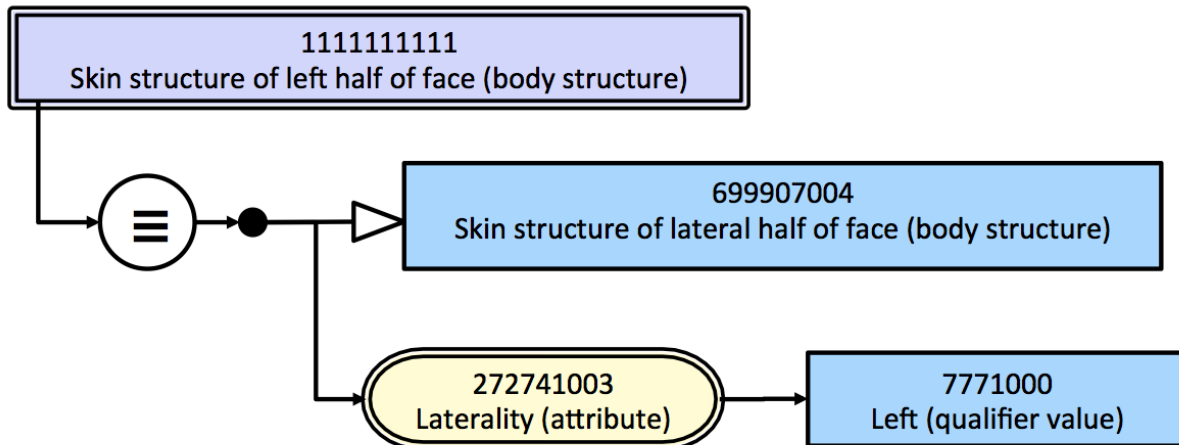 1111111111
Skin structure of left half of face (body structure)
≡
699907004
Skin structure of lateral half of face (body structure)
272741003
Laterality (attribute)
7771000
Left (qualifier value)